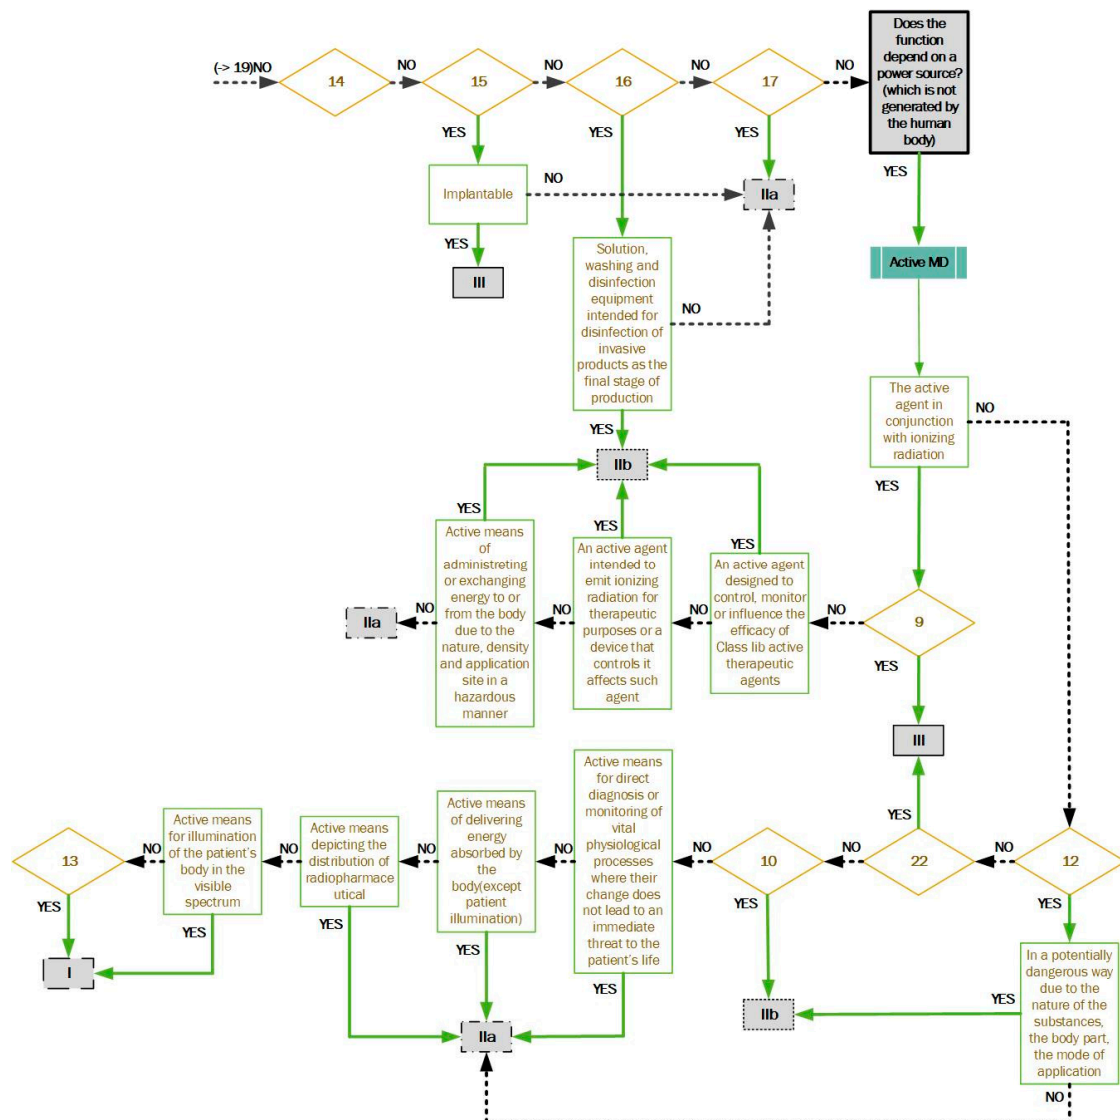 Does the
function
depend on a
power source?
(which is not
generated by
the human
body)
(-> 19)NO
14
NO
15
NO
16
NO
17
NO
YES
YES
YES
YES
Implantable
NO
IIa
YES
III
Solution,
washing and
disinfection
equipment
intended for
disinfection of
invasive
products as the
final stage of
production
NO
Active MD
YES
IIb
The active
agent in
conjunction
with ionizing
radiation
NO
YES
YES
Active means
of
administreting
or exchanging
energy to or
from the body
due to the
nature, density
and application
site in a
hazardous
manner
YES
An active agent
intended to
emit ionizing
radiation for
therapeutic
purposes or a
device that
controls it
affects such
agent
YES
An active agent
designed to
control, monitor
or influence the
efficacy of
Class lib active
therapeutic
agents
IIa
NO
NO
NO
NO
9
YES
III
YES
13
NO
Active means
for illumination
of the patient's
body in the
visible
spectrum
NO
Active means
depicting the
distribution of
radiopharmace
utical
NO
Active means
of delivering
energy
absorbed by
the body(except
patient
illumination)
NO
Active means
for direct
diagnosis or
monitoring of
vital
physiological
processes
where their
change does
not lead to an
immediate
threat to the
patient's life
NO
10
NO
22
NO
12
YES
YES
YES
YES
YES
YES
YES
I
IIa
IIb
YES
In a potentially
dangerous way
due to the
nature of the
substances,
the body part,
the mode of
application
NO